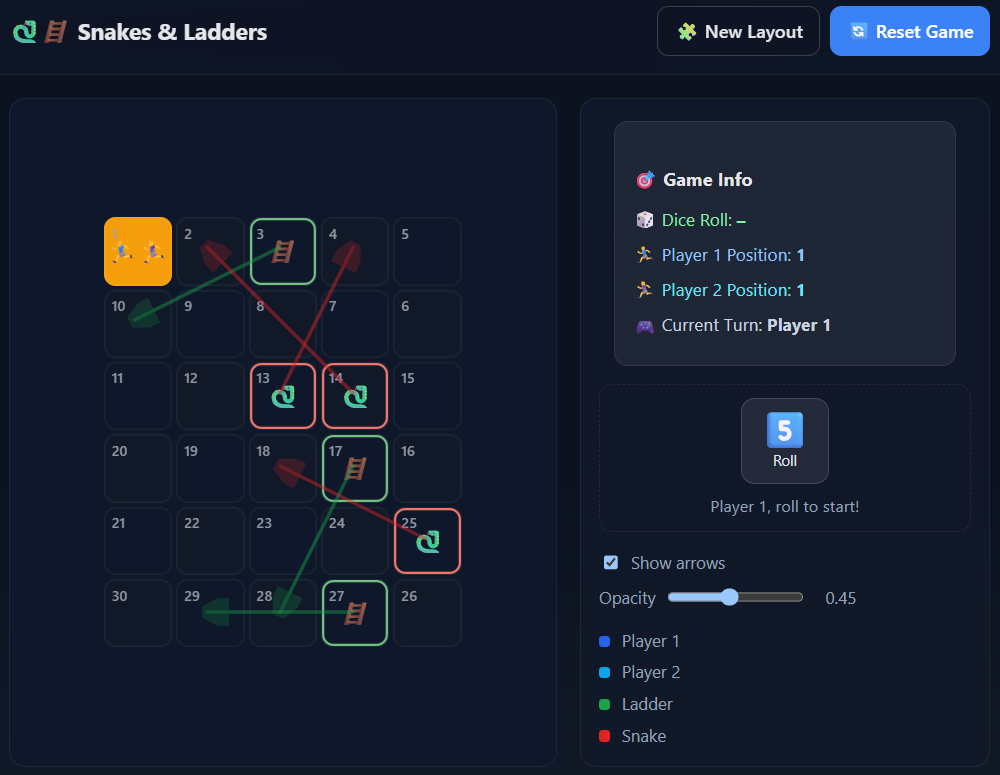 Snakes & Ladders
New Layout
Reset Game
1
2
3
4
5
10
9
8
7
6
11
12
13
14
15
20
19
18
17
16
21
22
23
24
25
30
29
28
27
26
Game Info
Dice Roll: –
Player 1 Position: 1
Player 2 Position: 1
Current Turn: Player 1
5
Roll
Player 1, roll to start!
Show arrows
Opacity 0.45
Player 1
Player 2
Ladder
Snake